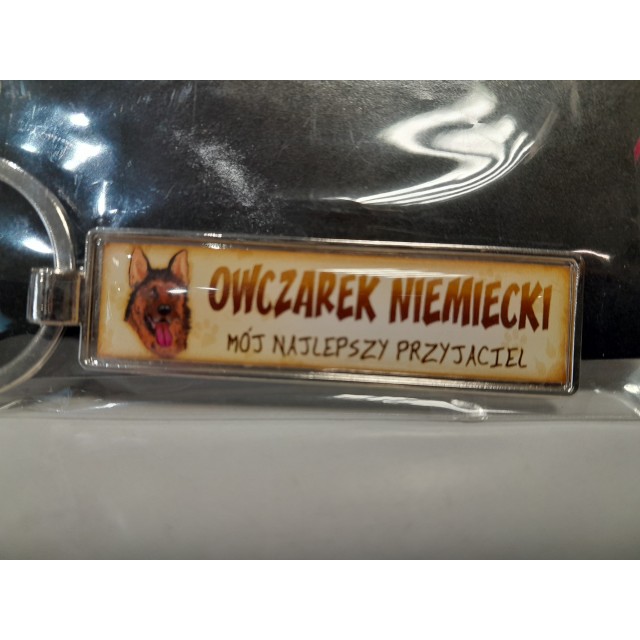 OWCZAREK NIEMIECKI
MÓJ NAJLEPSZY PRZYJACIEL